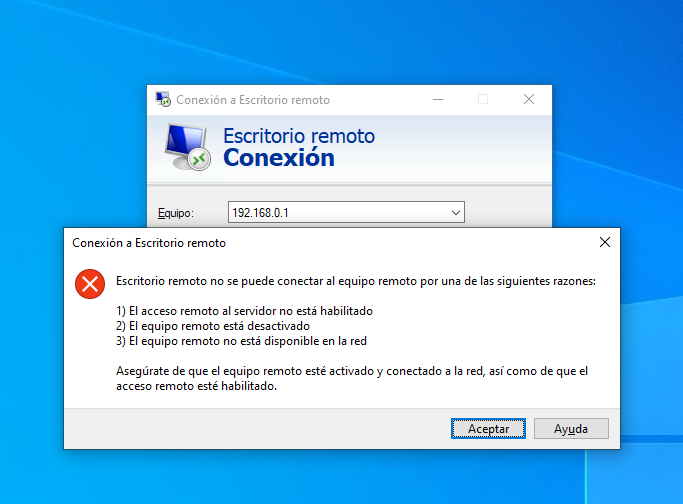 Conexión a Escritorio remoto
Escritorio remoto
Conexión
Equipo:
192.168.0.1
Conexión a Escritorio remoto
Escritorio remoto no se puede conectar al equipo remoto por una de las siguientes razones:
1) El acceso remoto al servidor no está habilitado
2) El equipo remoto está desactivado
3) El equipo remoto no está disponible en la red
Asegúrate de que el equipo remoto esté activado y conectado a la red, así como de que el
acceso remoto esté habilitado.
Aceptar
Ayuda